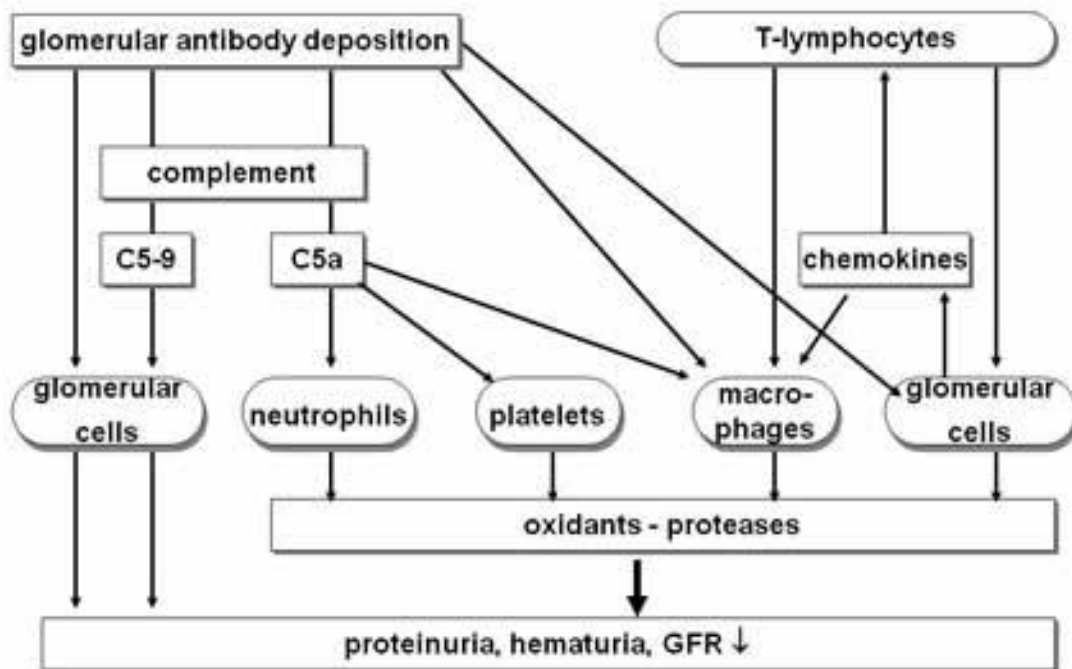 glomerular antibody deposition
T-lymphocytes
complement
C5-9
C5a
chemokines
glomerular
cells
neutrophils
platelets
macro-
phages
glomerular
cells
oxidants - proteases
proteinuria, hematuria, GFR ↓